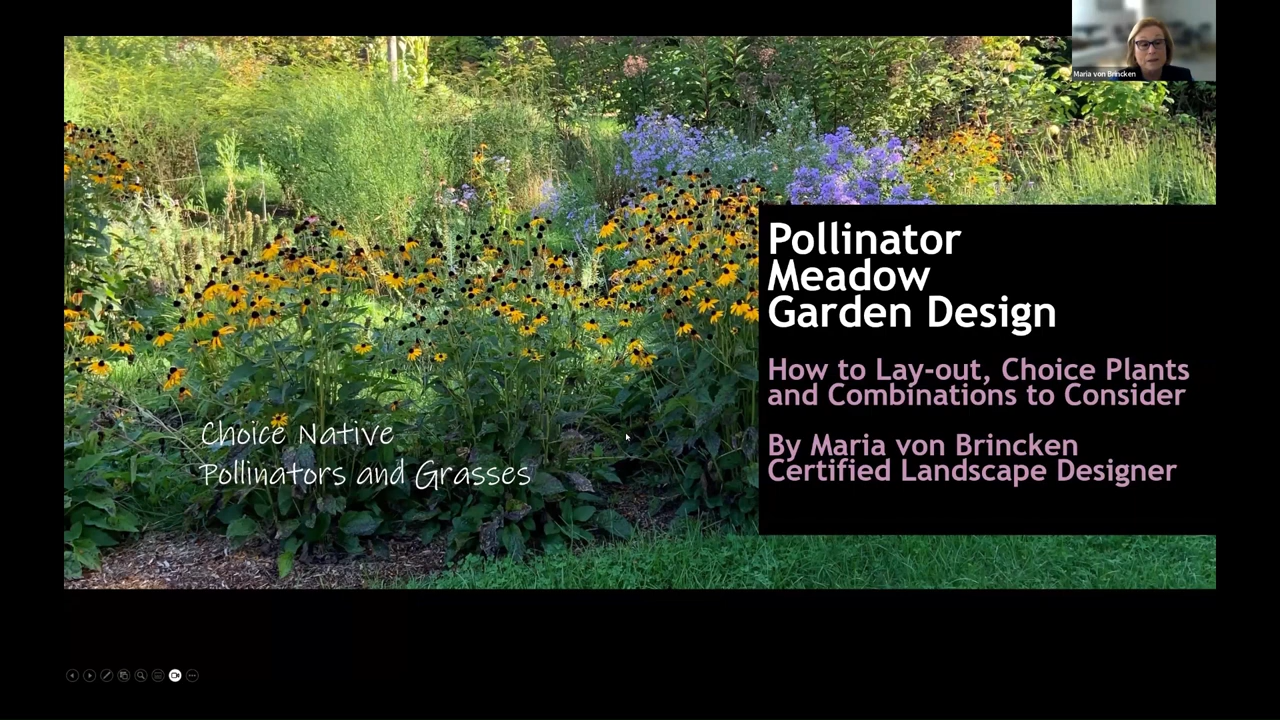 Maria von Brincken
Pollinator
Meadow
Garden Design
How to Lay-out, Choice Plants
and Combinations to Consider
By Maria von Brincken
Certified Landscape Designer
Choice Native
Pollinators and Grasses